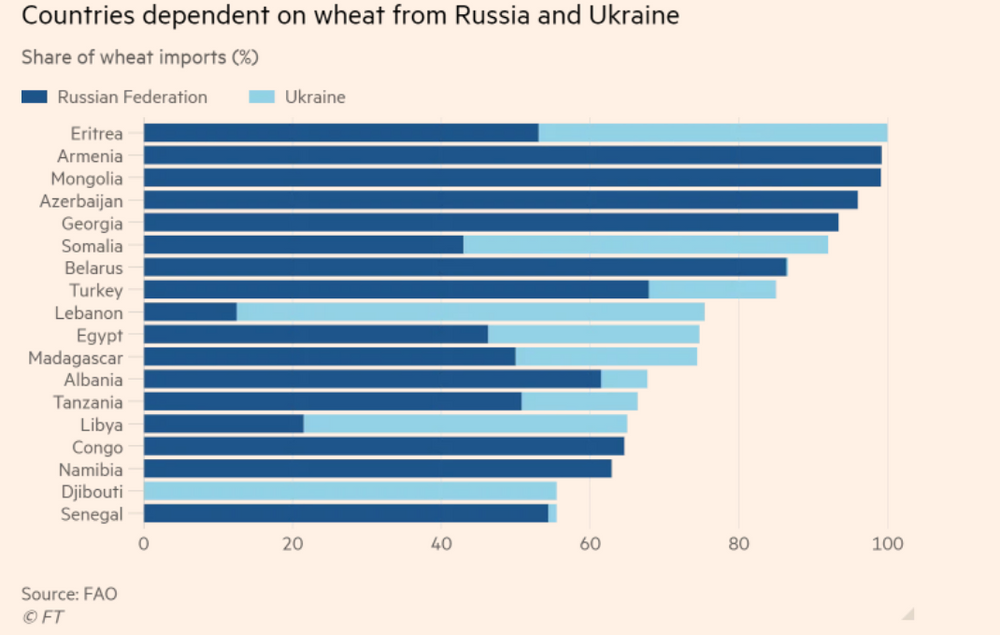 Countries dependent on wheat from Russia and Ukraine
Share of wheat imports (%)
Russian Federation Ukraine
Eritrea
Armenia
Mongolia
Azerbaijan
Georgia
Somalia
Belarus
Turkey
Lebanon
Egypt
Madagascar
Albania
Tanzania
Libya
Congo
Namibia
Djibouti
Senegal
0 20 40 60 80 100
Source: FAO
© FT